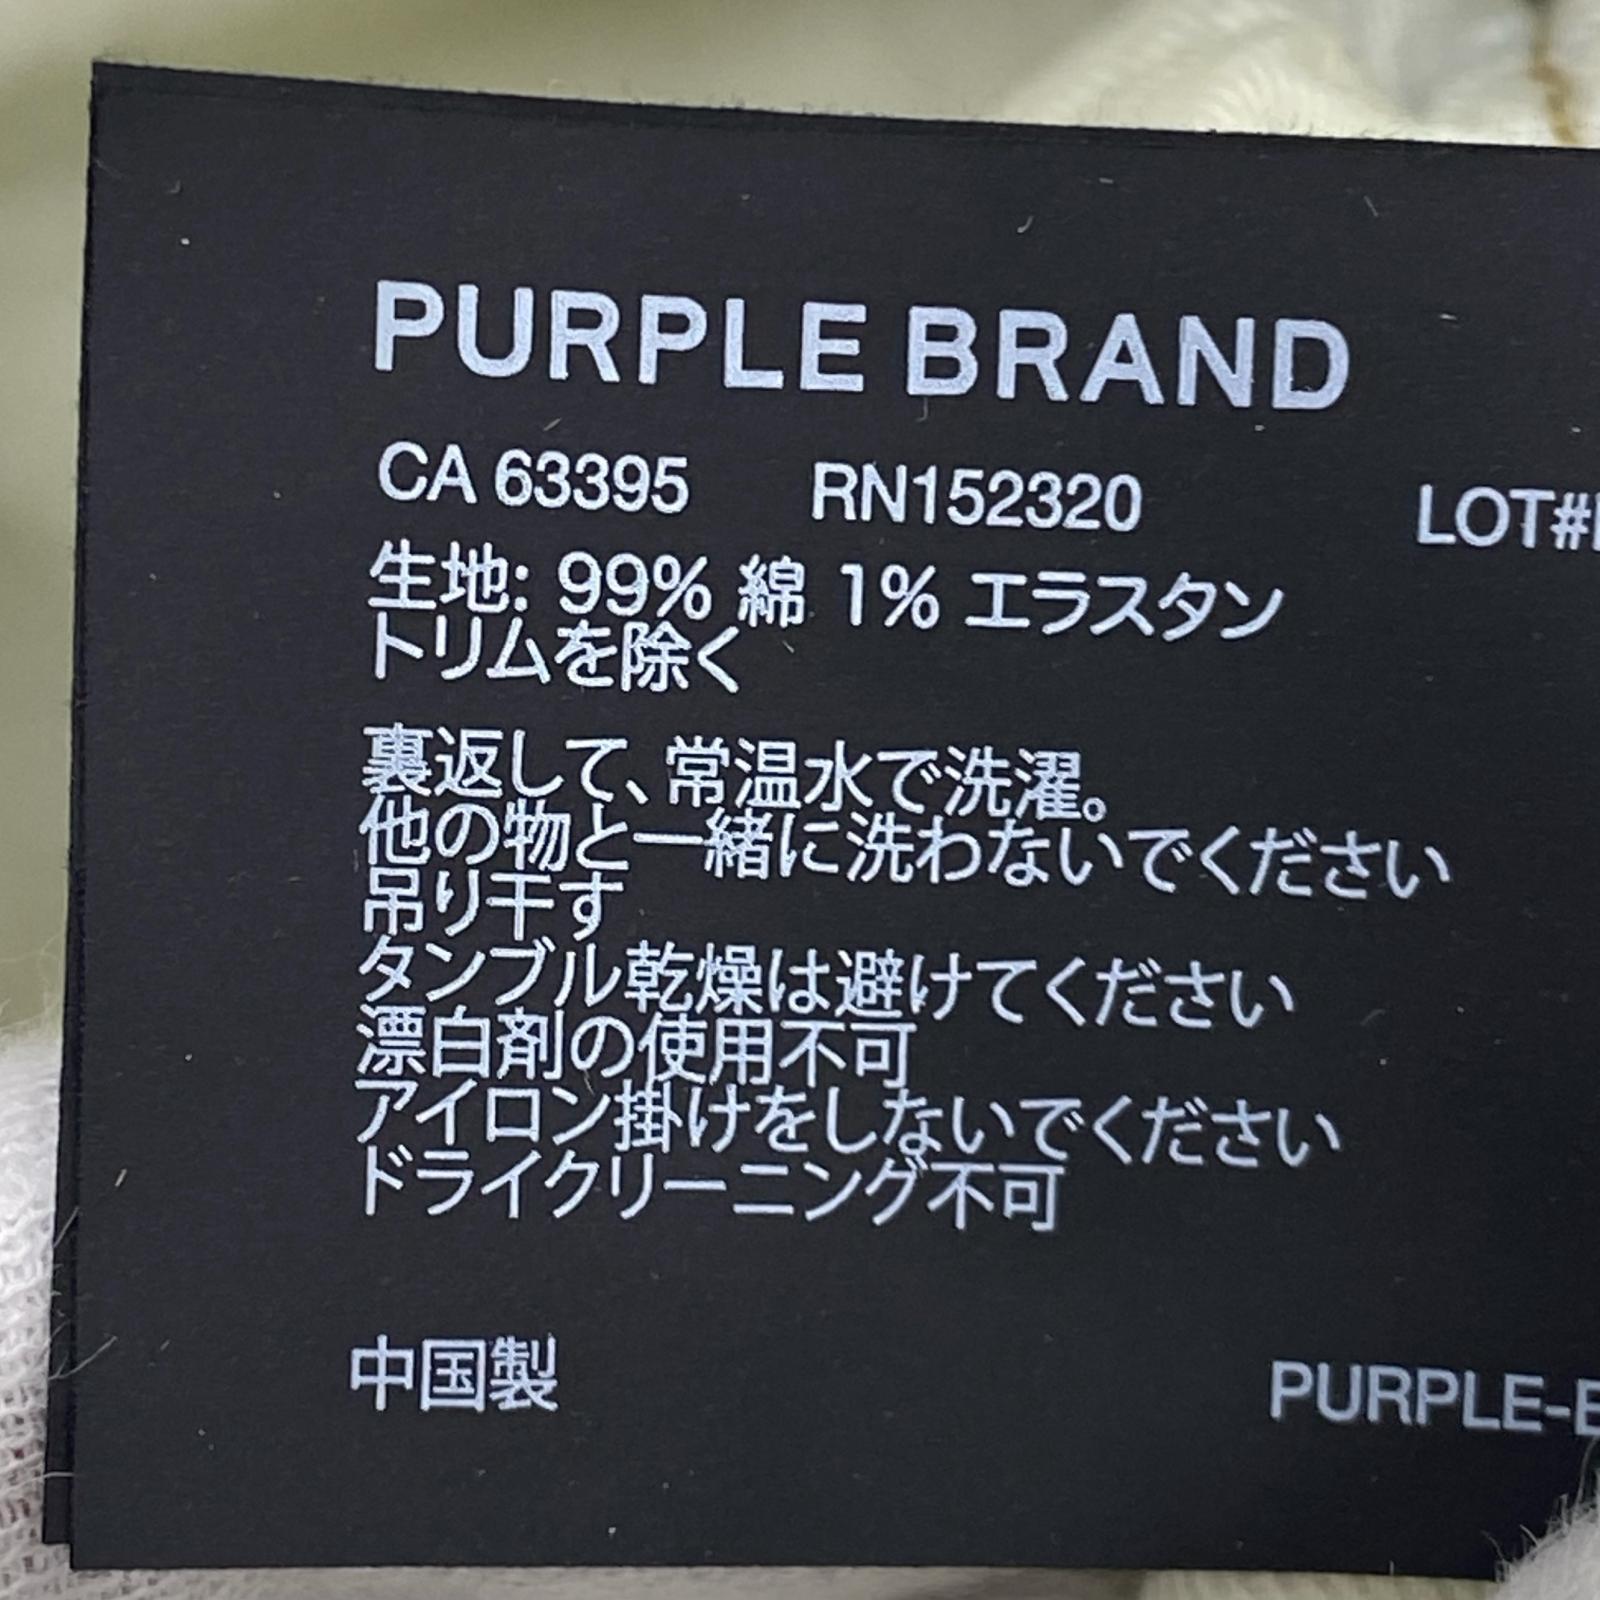 PURPLE BRAND
CA 63395 RN152320 LOT#
生地: 99% 綿 1% エラスタン
トリムを除く
裏返して、常温水で洗濯。
他の物と一緒に洗わないでください
吊り干す
タンブル乾燥は避けてください
漂白剤の使用不可
アイロン掛けをしないでください
ドライクリーニング不可
中国製 PURPLE-